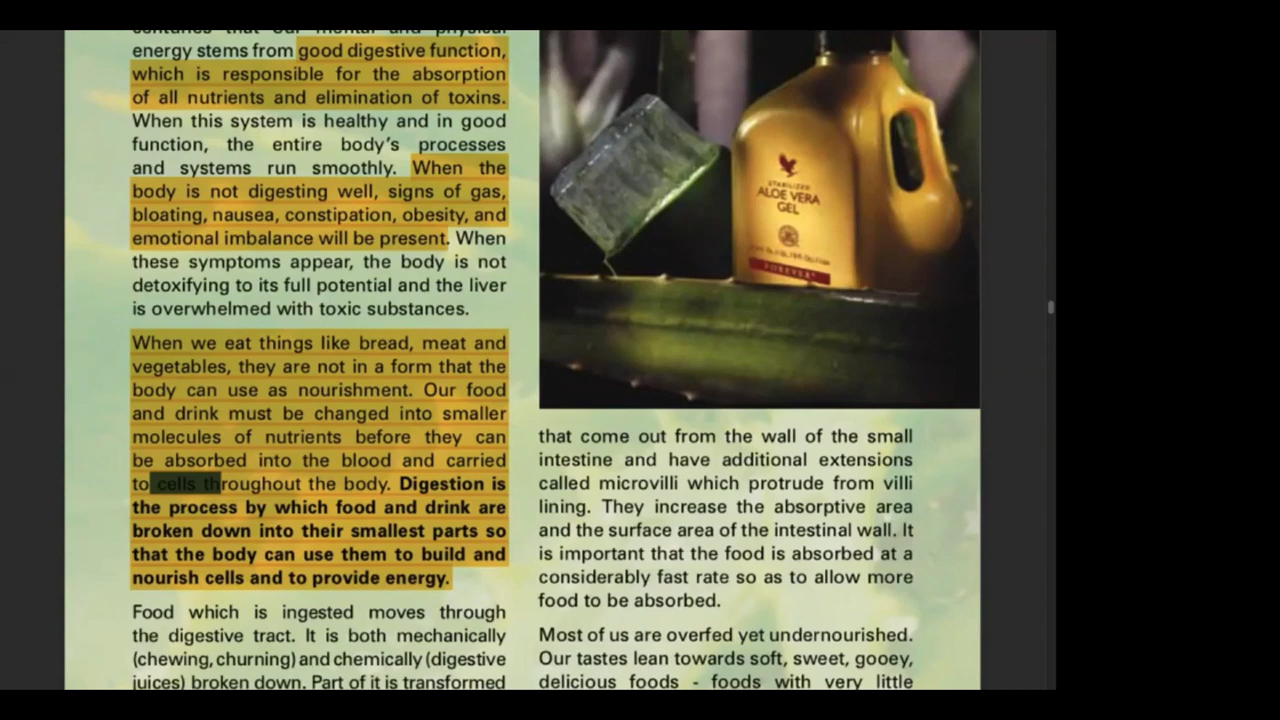 energy stems from good digestive function,
which is responsible for the absorption
of all nutrients and elimination of toxins.
When this system is healthy and in good
function, the entire body's processes
and systems run smoothly. When the
body is not digesting well, signs of gas,
bloating, nausea, constipation, obesity, and
emotional imbalance will be present. When
these symptoms appear, the body is not
detoxifying to its full potential and the liver
is overwhelmed with toxic substances.
When we eat things like bread, meat and
vegetables, they are not in a form that the
body can use as nourishment. Our food
and drink must be changed into smaller
molecules of nutrients before they can
be absorbed into the blood and carried
to cells throughout the body. Digestion is
the process by which food and drink are
broken down into their smallest parts so
that the body can use them to build and
nourish cells and to provide energy.
Food which is ingested moves through
the digestive tract. It is both mechanically
(chewing, churning) and chemically (digestive
juices) broken down. Part of it is transformed
STABILIZED
ALOE VERA
GEL
FOREVER
that come out from the wall of the small
intestine and have additional extensions
called microvilli which protrude from villi
lining. They increase the absorptive area
and the surface area of the intestinal wall. It
is important that the food is absorbed at a
considerably fast rate so as to allow more
food to be absorbed.
Most of us are overfed yet undernourished.
Our tastes lean towards soft, sweet, gooey,
delicious foods - foods with very little